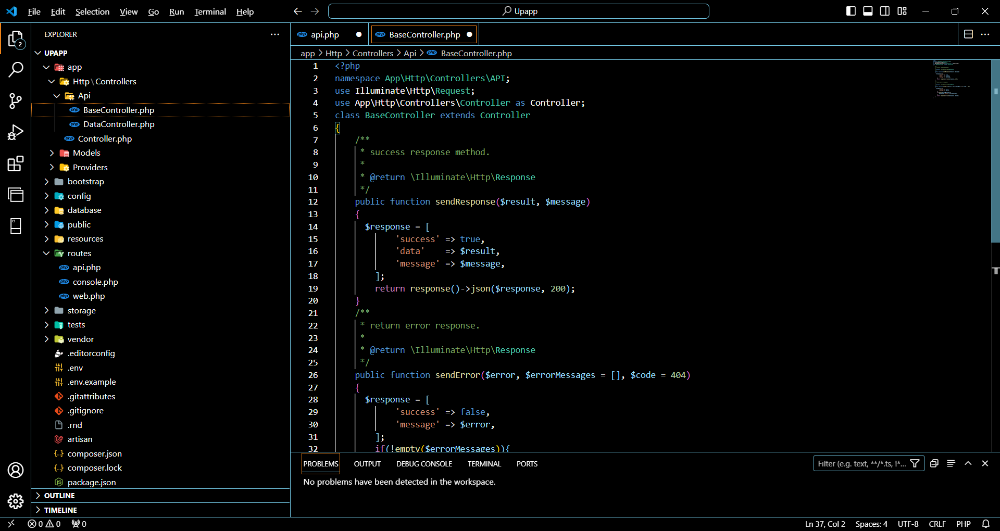 File Edit Selection View Go Run Terminal Help
Upapp
2
EXPLORER
UPAPP
app
Http\Controllers
Api
BaseController.php
DataController.php
Controller.php
Models
Providers
bootstrap
config
database
public
resources
routes
api.php
console.php
web.php
storage
tests
vendor
.editorconfig
.env
.env.example
.gitattributes
.gitignore
.rnd
artisan
composer.json
composer.lock
package.json
OUTLINE
TIMELINE
api.php BaseController.php
app > Http > Controllers > Api > BaseController.php
1 <?php
2 namespace App\Http\Controllers\API;
3 use Illuminate\Http\Request;
4 use App\Http\Controllers\Controller as Controller;
5 class BaseController extends Controller
6 {
7 /**
8 * success response method.
9 *
10 * @return \Illuminate\Http\Response
11 */
12 public function sendResponse($result, $message)
13 {
14 $response = [
15 'success' => true,
16 'data'    => $result,
17 'message' => $message,
18 ];
19 return response()->json($response, 200);
20 }
21 /**
22 * return error response.
23 *
24 * @return \Illuminate\Http\Response
25 */
26 public function sendError($error, $errorMessages = [], $code = 404)
27 {
28 $response = [
29 'success' => false,
30 'message' => $error,
31 ];
32 if(!empty($errorMessages)){
PROBLEMS OUTPUT DEBUG CONSOLE TERMINAL PORTS
Filter (e.g. text, **/*.ts, !*...
No problems have been detected in the workspace.
0 0 0
Ln 37, Col 2 Spaces: 4 UTF-8 CRLF PHP